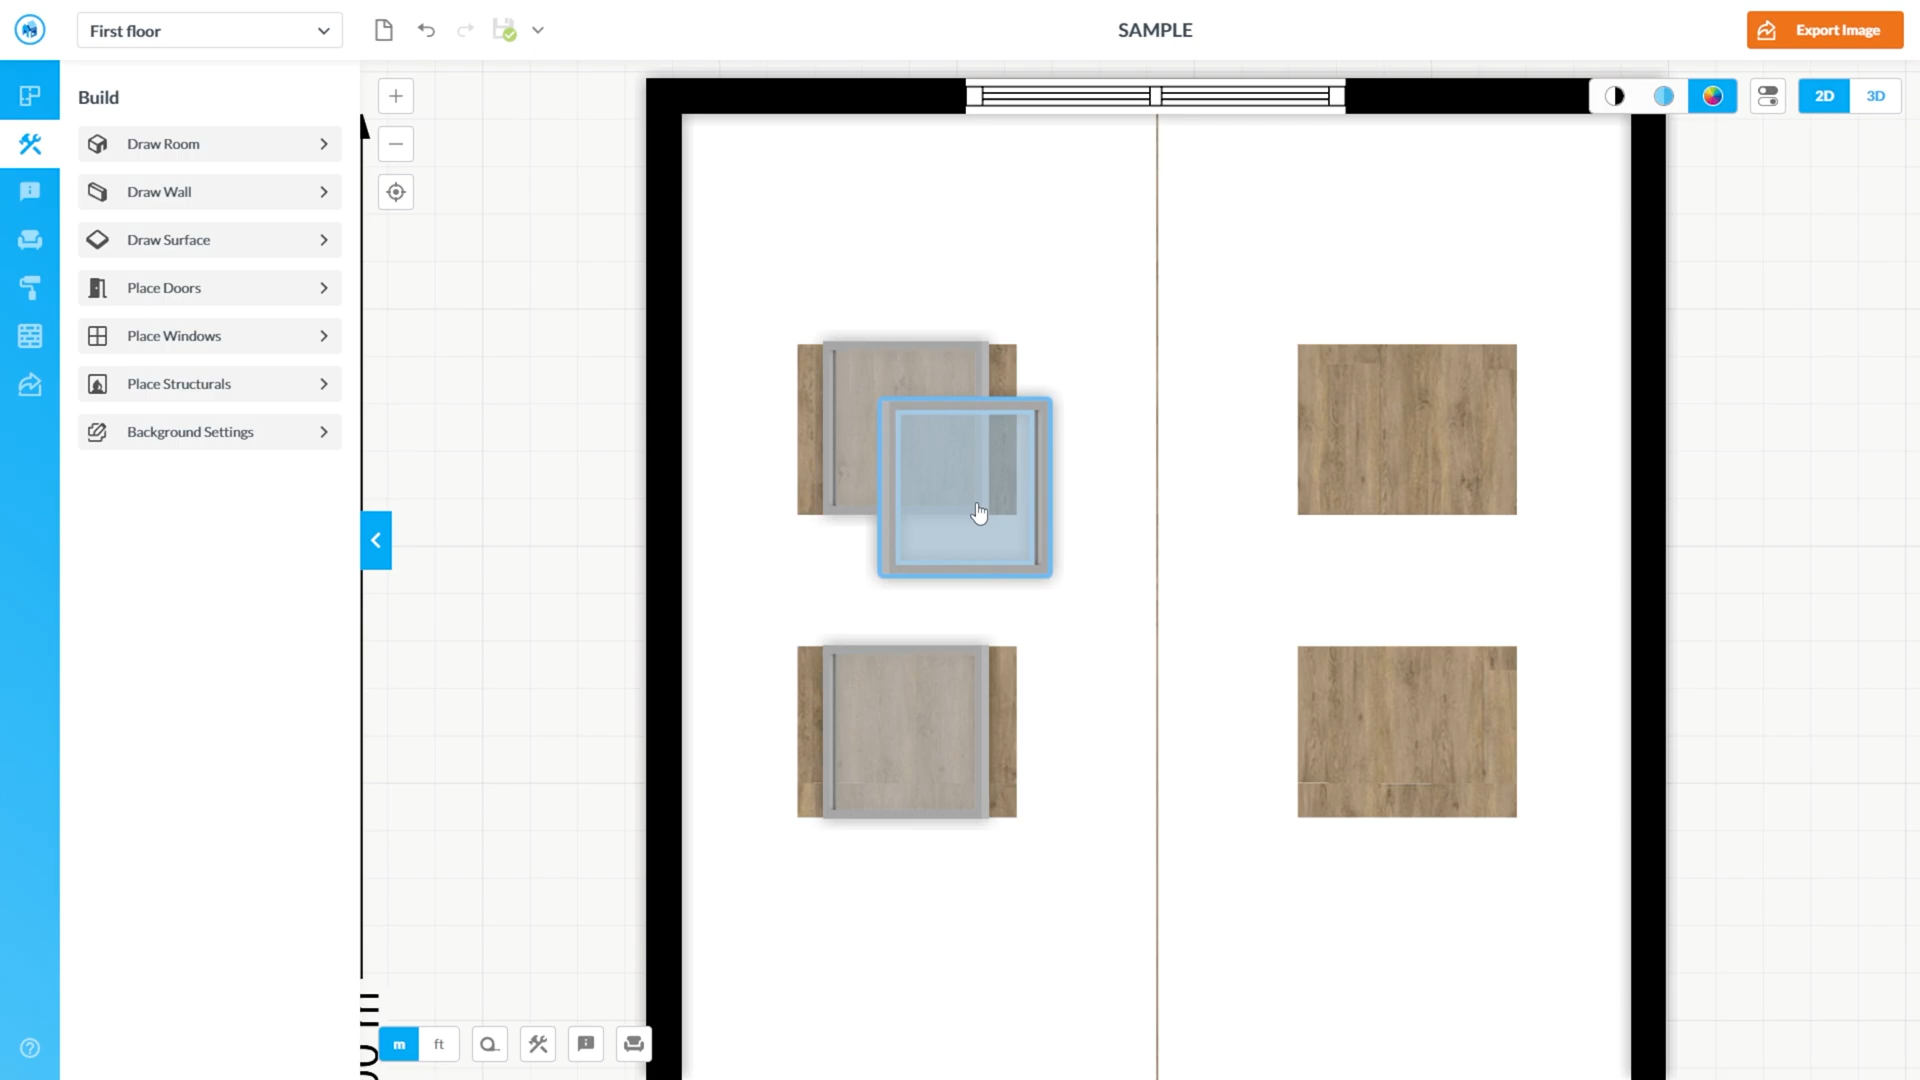 First floor
SAMPLE
Export Image
Build
2D
3D
Draw Room
Draw Wall
Draw Surface
Place Doors
Place Windows
Place Structurals
Background Settings
m
ft